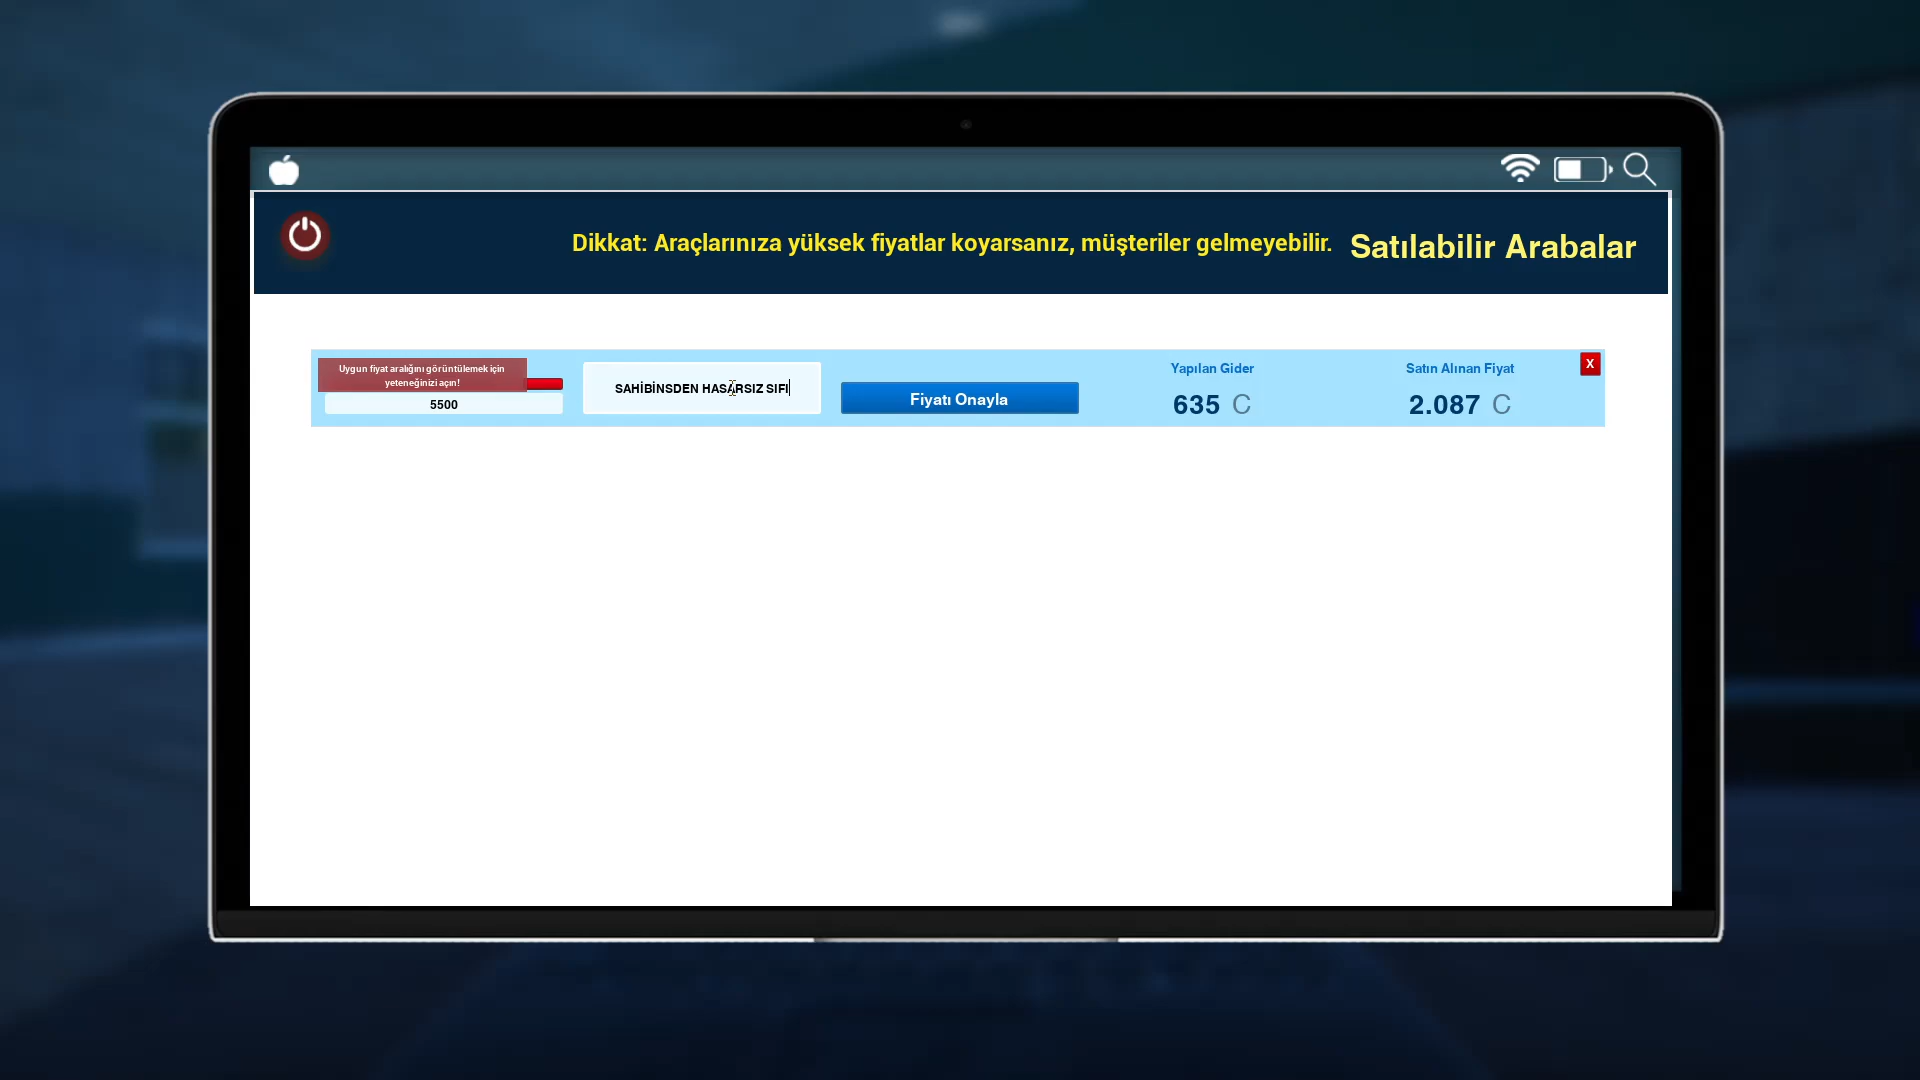 Dikkat: Araçlarınıza yüksek fiyatlar koyarsanız, müşteriler gelmeyebilir.
Satılabilir Arabalar
Uygun fiyat aralığını görüntülemek için
yeteneğinizi açın!
5500
SAHİBİNSDEN HASARSIZ SIFI
Fiyatı Onayla
Yapılan Gider
635 C
Satın Alınan Fiyat
2.087 C
X